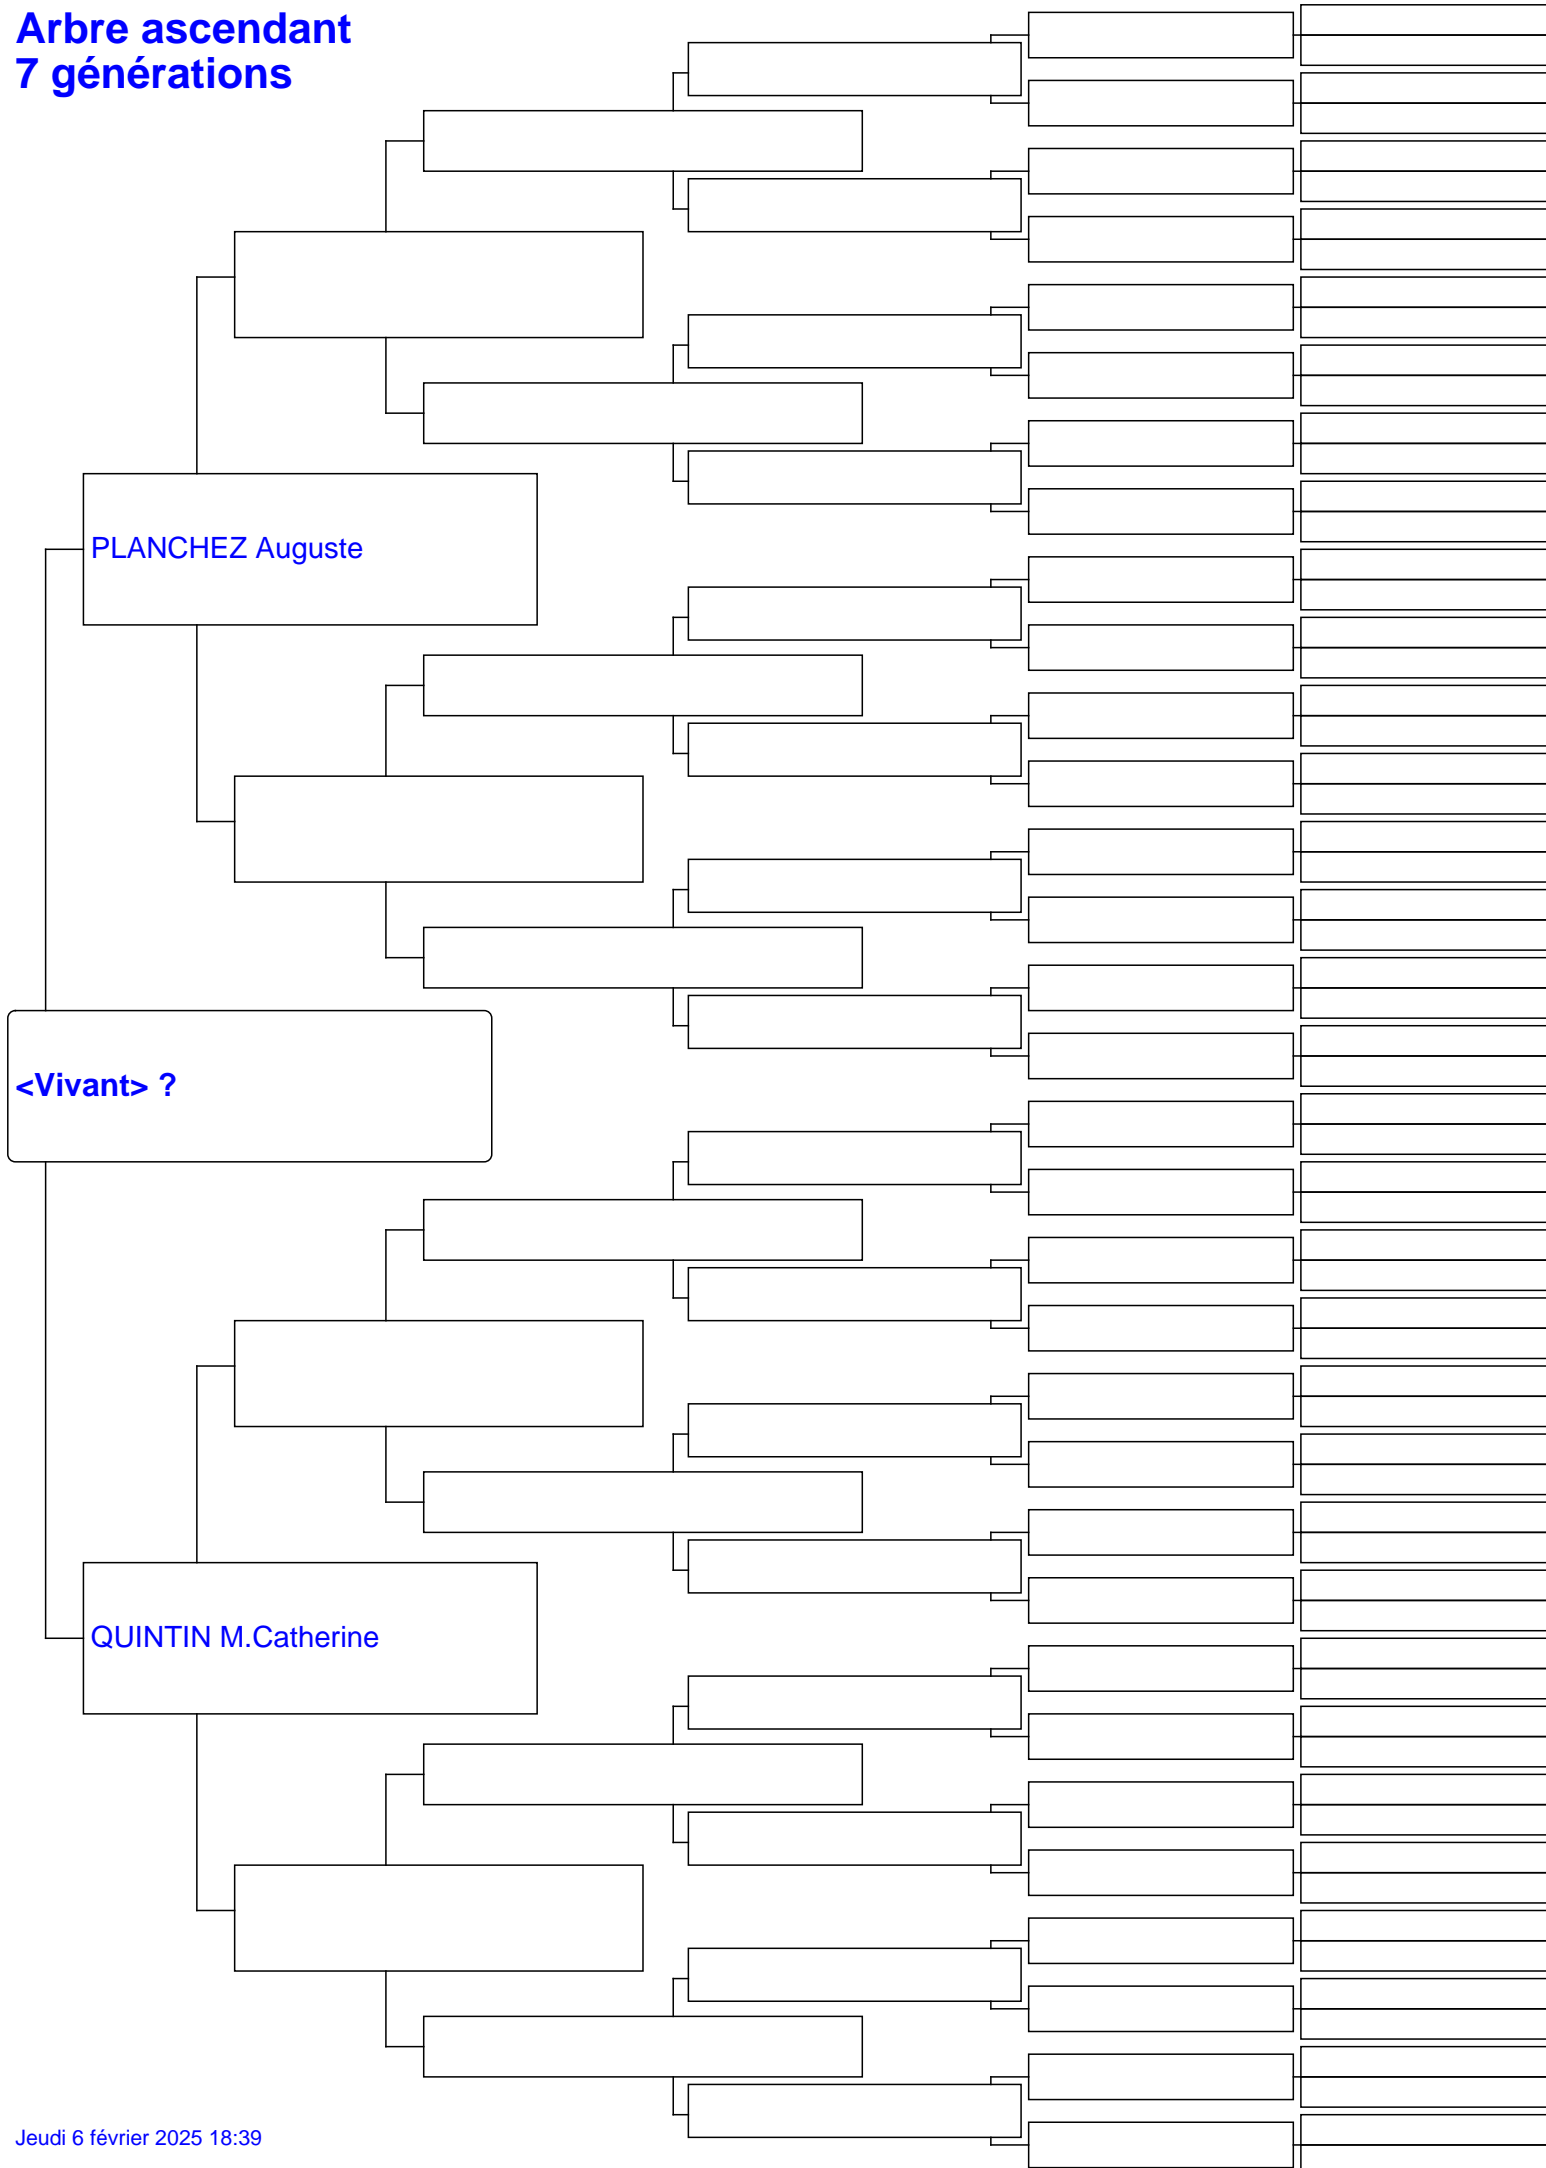 Arbre ascendant
7 générations
PLANCHEZ Auguste
<Vivant> ?
QUINTIN M.Catherine
Jeudi 6 février 2025 18:39